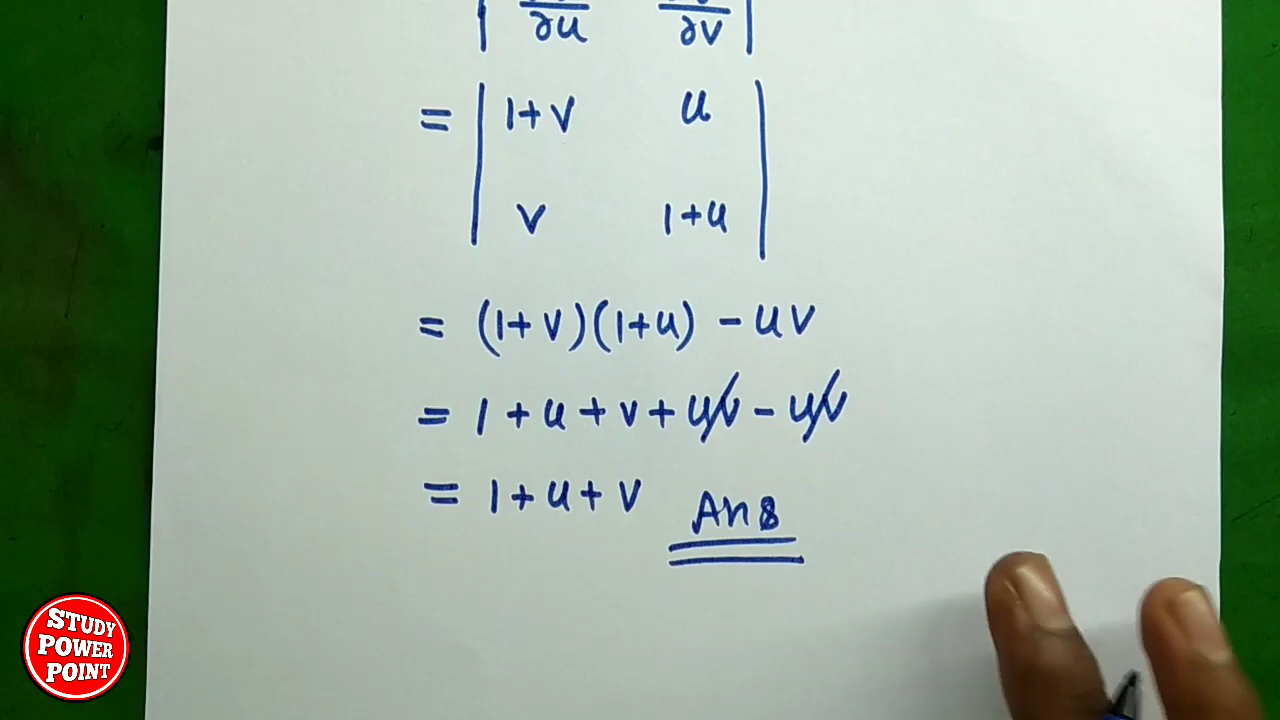 ∂u ∂v
= | 1+v u |
| v 1+u |
= (1+v)(1+u) - uv
= 1 + u + v + uv - uv
= 1 + u + v Ans
STUDY
POWER
POINT